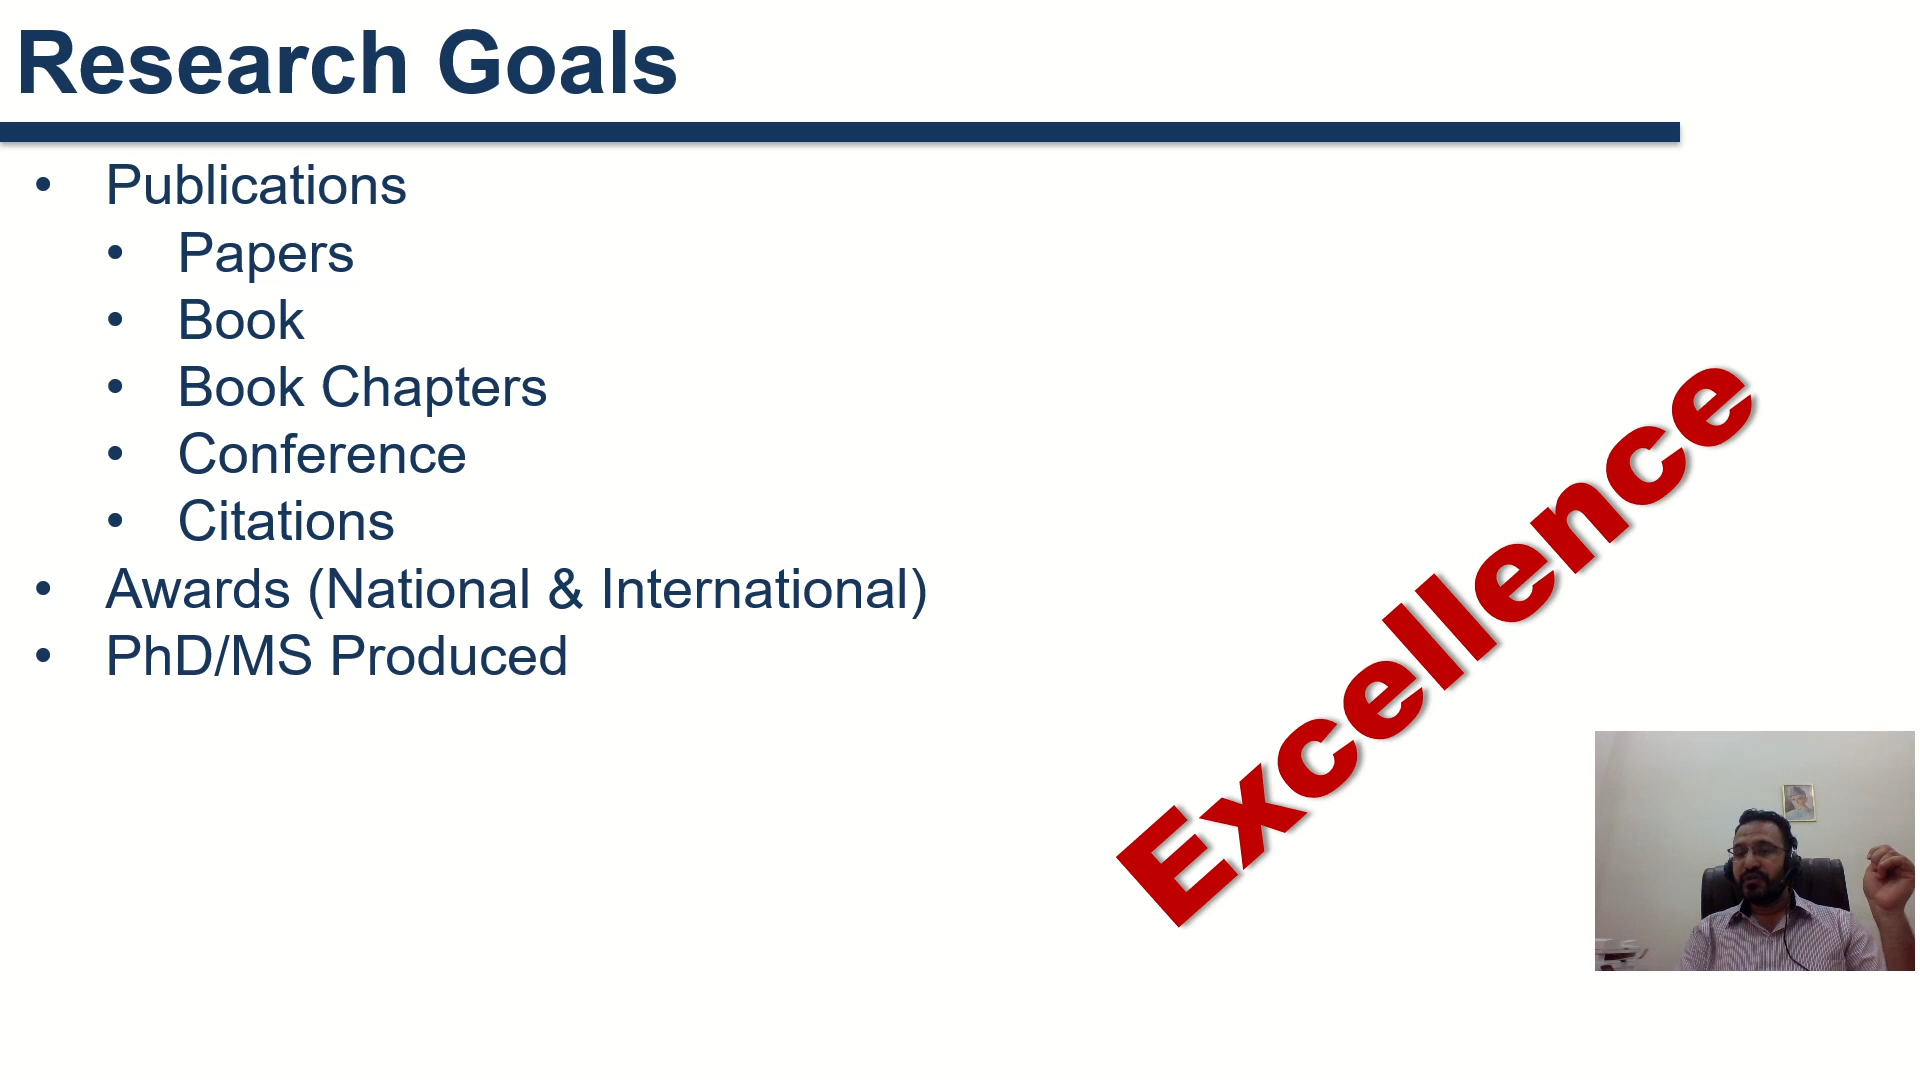 Research Goals
• Publications
• Papers
• Book
• Book Chapters
• Conference
• Citations
• Awards (National & International)
• PhD/MS Produced
Excellence